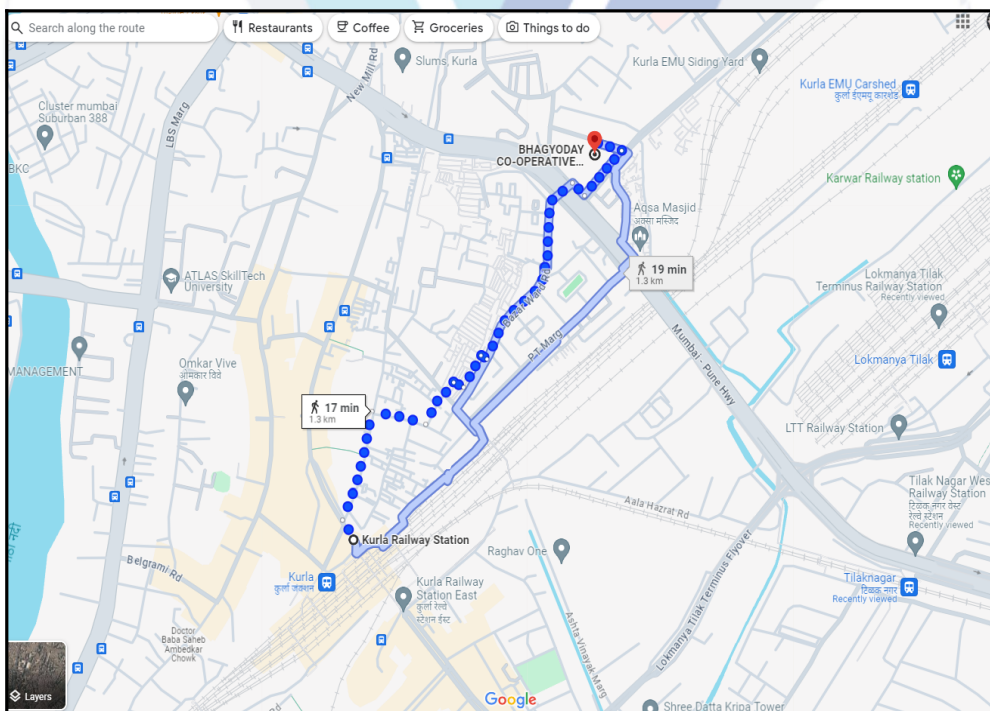 Search along the route
Restaurants
Coffee
Groceries
Things to do
Slums, Kurla
Kurla EMU Siding Yard
Kurla EMU Carshed
कुर्ला ईएमयू कारशेड
New Mill Rd
LBS Marg
Cluster mumbai
Suburban 388
BKC
BHAGYODAY
CO-OPERATIVE...
Karwar Railway station
Aqsa Masjid
अक्सा मस्जिद
19 min
1.3 km
ATLAS SkillTech
University
Lokmanya Tilak
Terminus Railway Station
Recently viewed
Bazar Ward Rd
P.T Marg
Mumbai - Pune Hwy
MANAGEMENT
Omkar Vive
ओमकार विवे
Lokmanya Tilak
17 min
1.3 km
LTT Railway Station
Tilak Nagar West
Railway Station
टिळक नगर वेस्ट
रेल्वे स्टेशन
Recently viewed
Aala Hazrat Rd
Kurla Railway Station
Raghav One
Belgrami Rd
Kurla
कुर्ला जंक्शन
Kurla Railway
Station East
कुर्ला रेल्वे
स्टेशन ईस्ट
Tilaknagar
टिळक नगर
Recently viewed
Lokmanya Tilak Terminus Flyover
Ashta Vinayak Marg
Doctor
Baba Saheb
Ambedkar
Chowk
Layers
Google
Shree Datta Kripa Tower